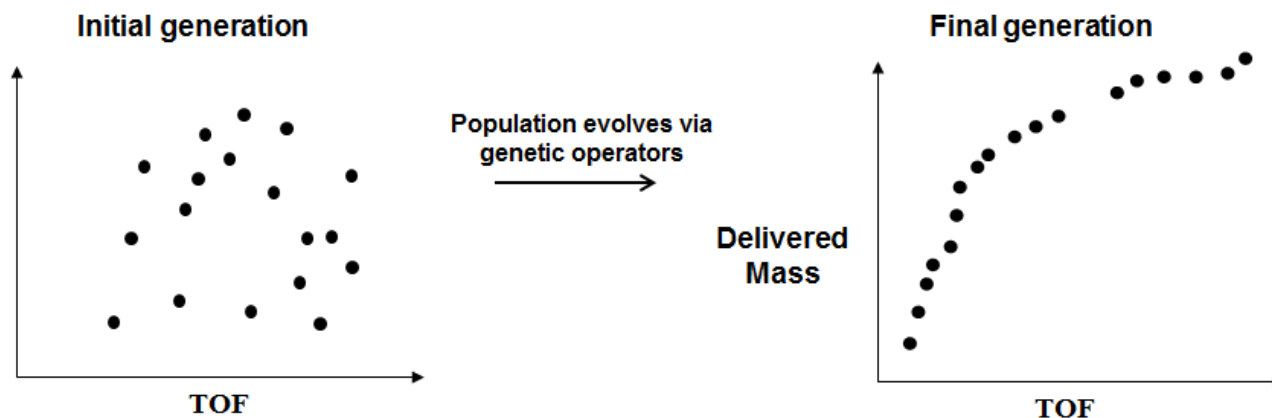 Initial generation
Final generation
Population evolves via
genetic operators
Delivered
Mass
TOF
TOF